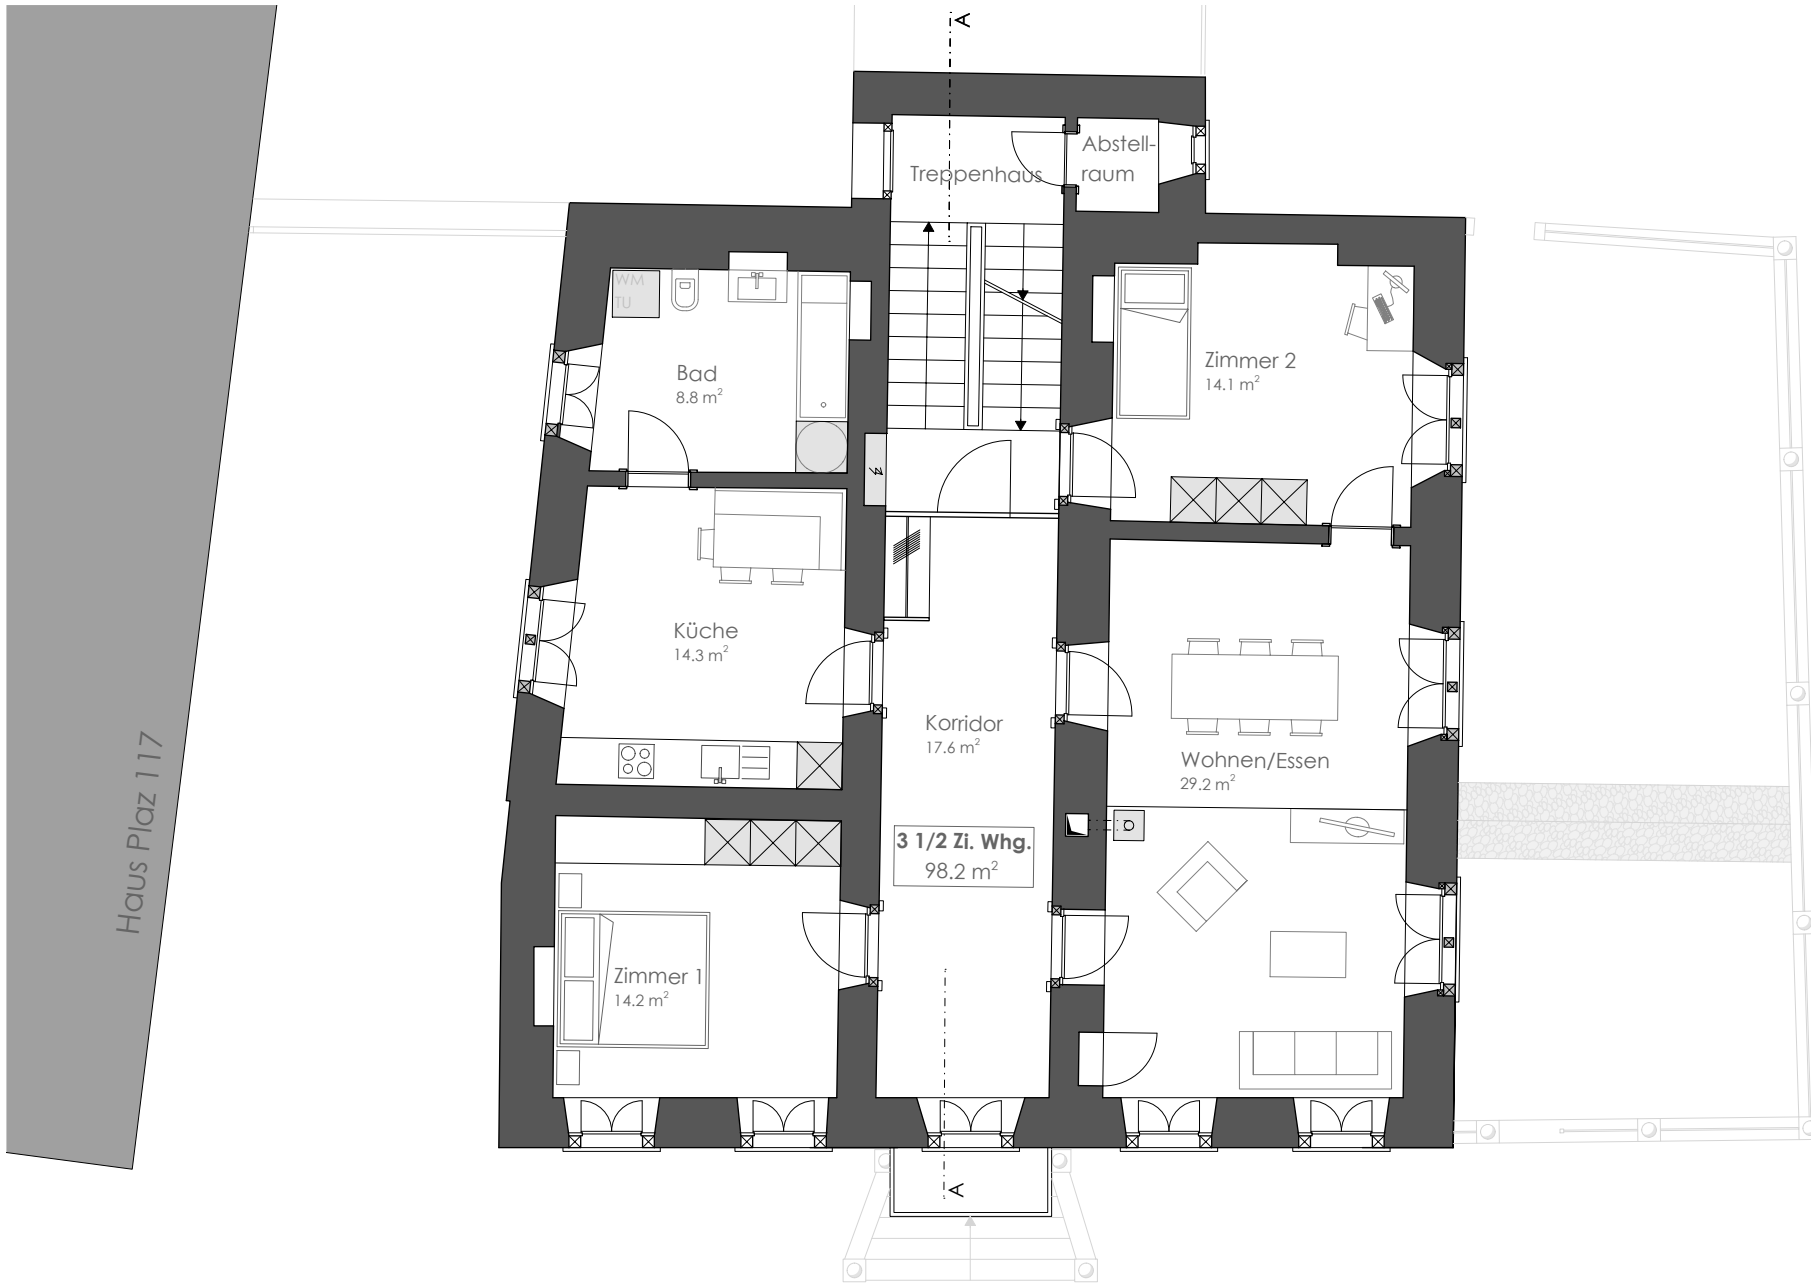 A
Abstell-
raum
Treppenhaus
WM
TU
Bad
8.8 m²
Zimmer 2
14.1 m²
Küche
14.3 m²
Korridor
17.6 m²
Wohnen/Essen
29.2 m²
Haus Plaz 117
3 1/2 Zi. Whg.
98.2 m²
Zimmer 1
14.2 m²
A